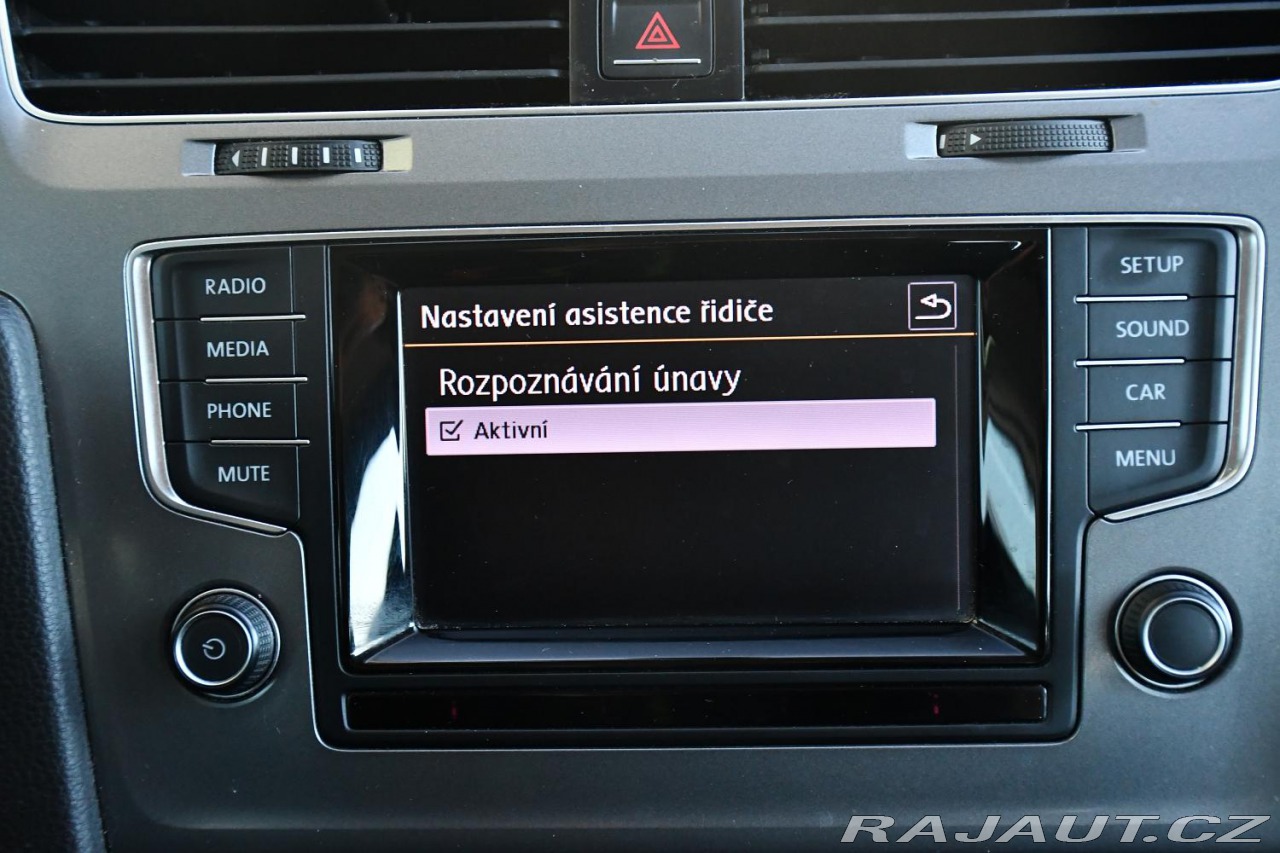 RADIO
MEDIA
PHONE
MUTE
Nastavení asistence řidiče
Rozpoznávání únavy
Aktivní
SETUP
SOUND
CAR
MENU
RAJAUT.CZ